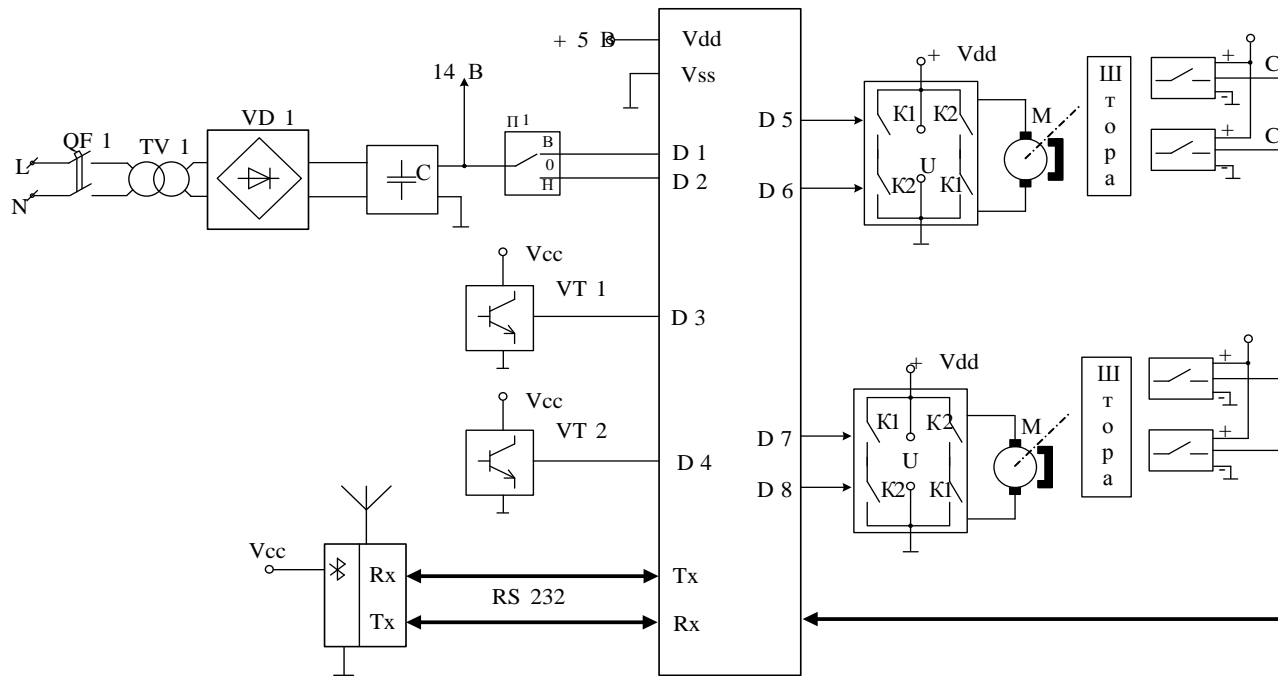 + 5 В
Vdd
Vss
14 В
QF 1
TV 1
VD 1
L
N
С
П 1
В
0
Н
D 1
D 2
Vcc
VT 1
D 3
Vcc
VT 2
D 4
Vcc
Rx
Tx
RS 232
Tx
Rx
D 5
D 6
+ Vdd
К1
К2
U
К2
К1
М
Штора
+
-
С
+
-
С
D 7
D 8
+ Vdd
К1
К2
U
К2
К1
М
Штора
+
-
+
-